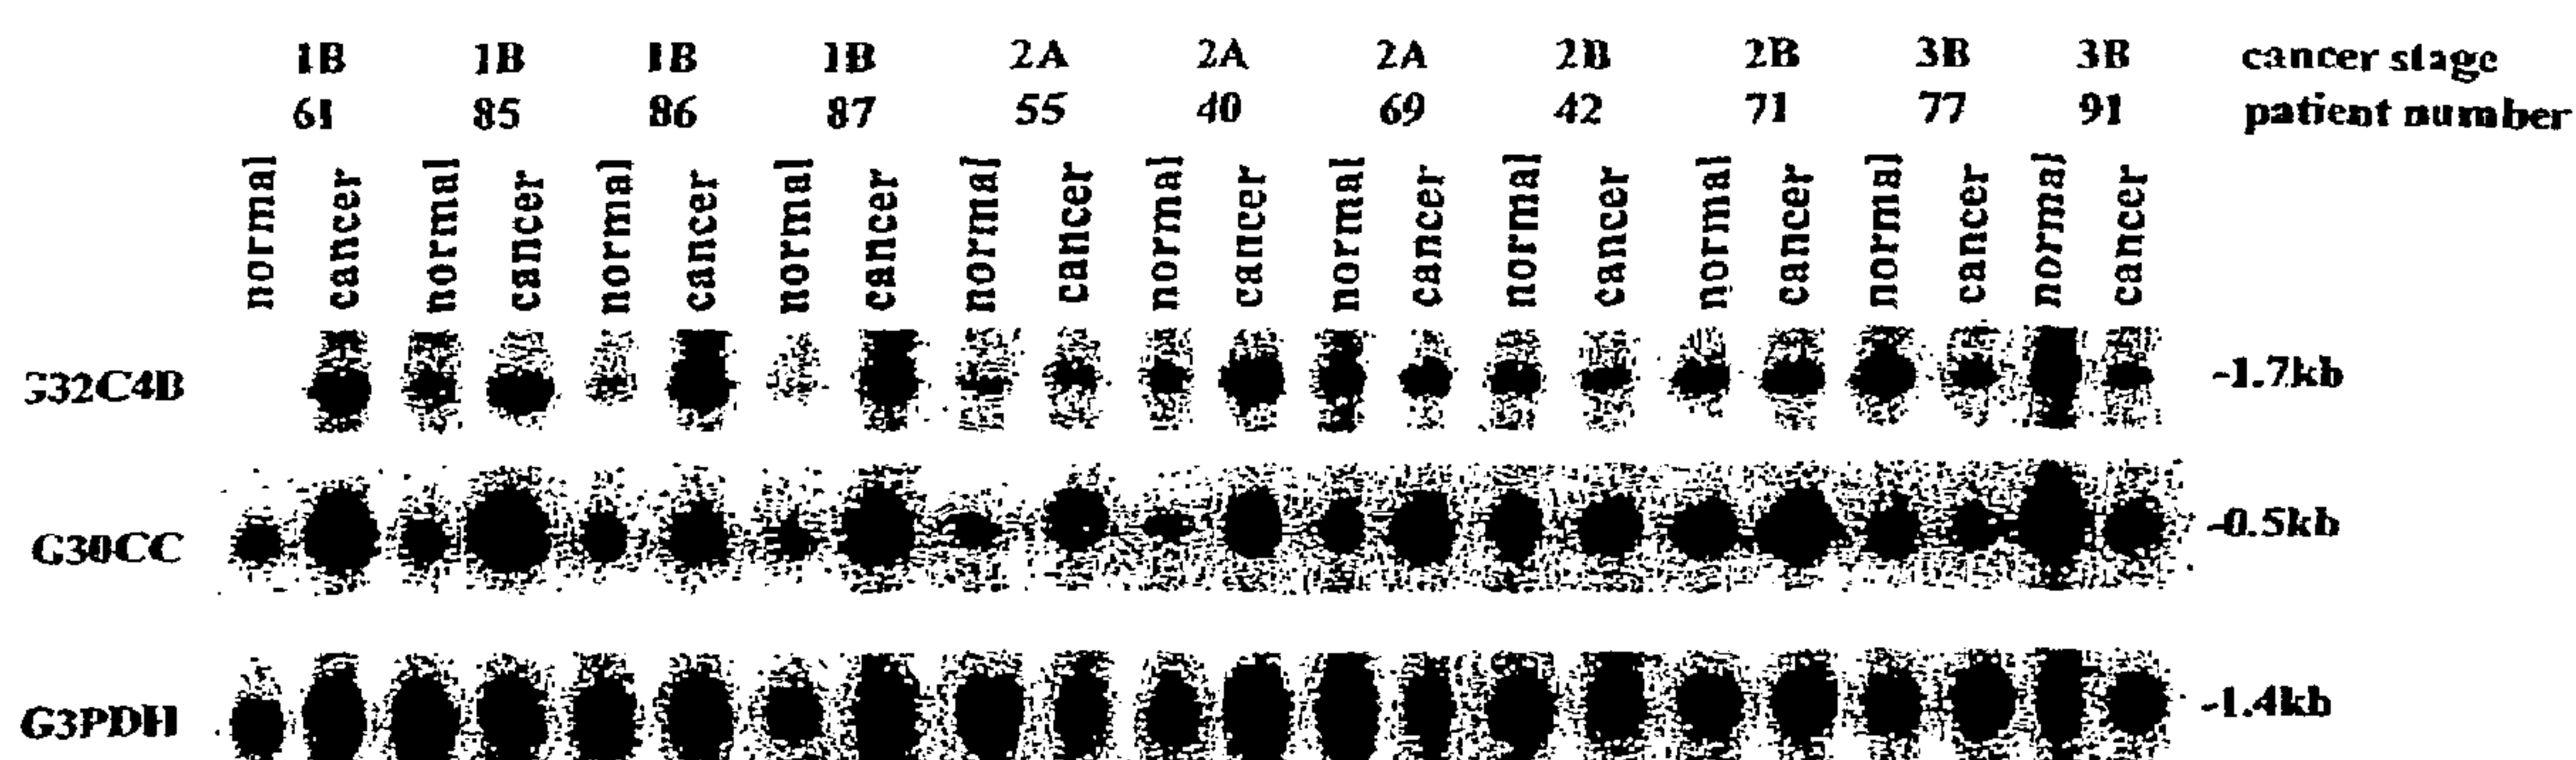 1B 1B 1B 1B 2A 2A 2A 2B 2B 3B 3B cancer stage
61 85 86 87 55 40 69 42 71 77 91 patient number
normal cancer normal cancer normal cancer normal cancer normal cancer normal cancer normal cancer normal cancer normal cancer normal cancer normal cancer
G32C4B -1.7kb
G30CC -0.5kb
G3PDH -1.4kb